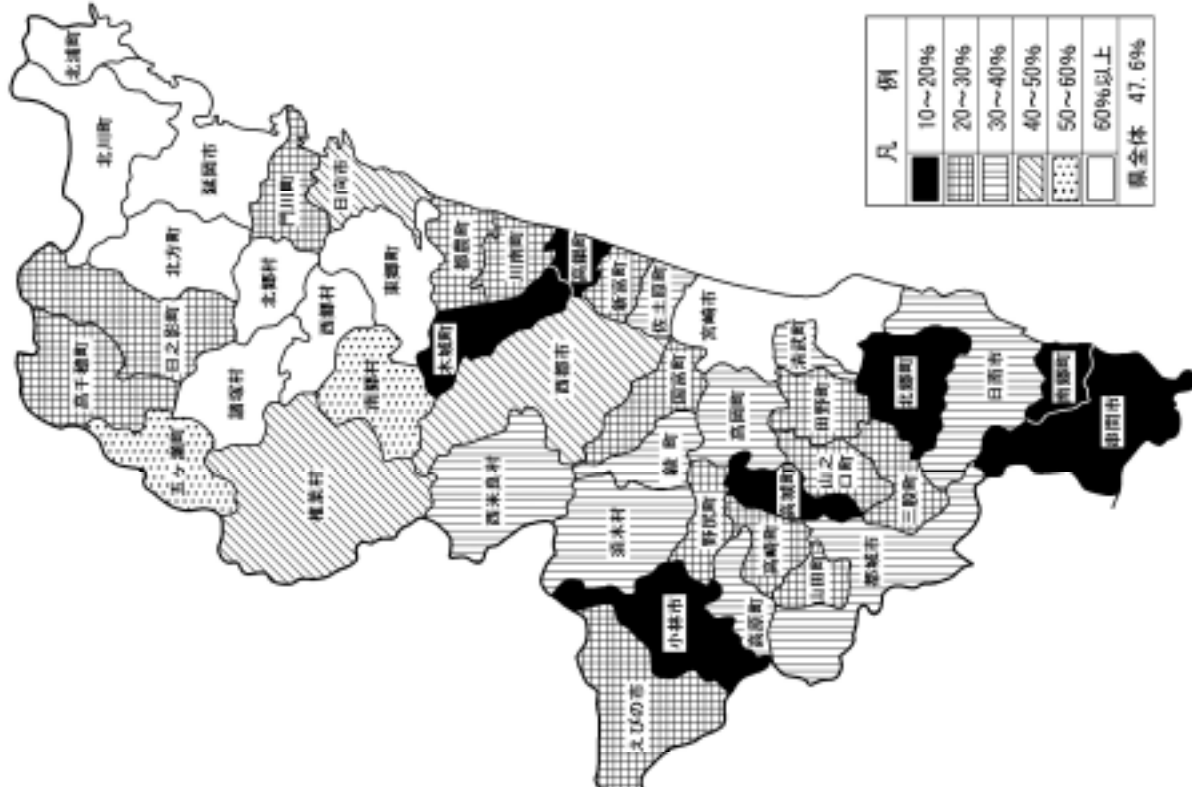 北浦町
北川町
延岡市
門川町
日向市
北方町
北郷村
西郷村
東郷町
日之影町
高千穂町
諸塚村
五ヶ瀬町
南郷村
椎葉村
都農町
川南町
木城町
高鍋町
新富町
佐土原町
西都市
西米良村
国富町
宮崎市
綾町
須木村
高岡町
清武町
田野町
野尻町
高城町
山之
口町
三股町
北郷町
日南市
南郷町
串間市
小林市
えびの市
高原町
高崎町
山田町
都城市
凡 例
10～20%
20～30%
30～40%
40～50%
50～60%
60%以上
県全体 47.6%